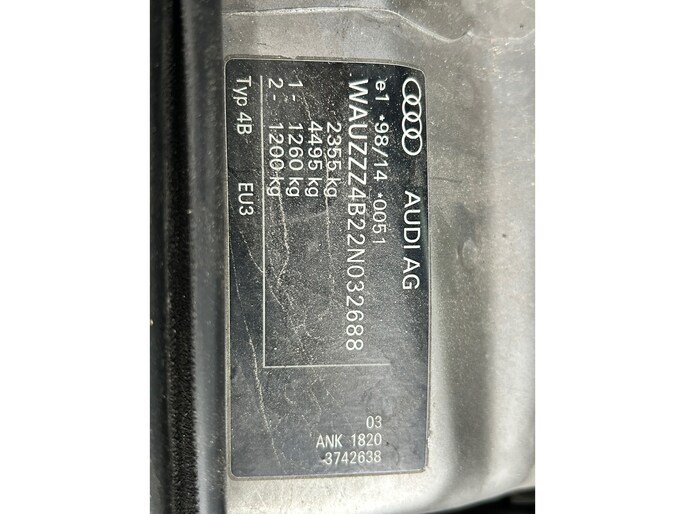 AUDI AG
e1 *98/14 *0051
WAUZZZ4B22N032688
2355 kg
4495 kg
1 - 1260 kg
2 - 1200 kg
Typ 4B EU3
03
ANK 1820
3742638